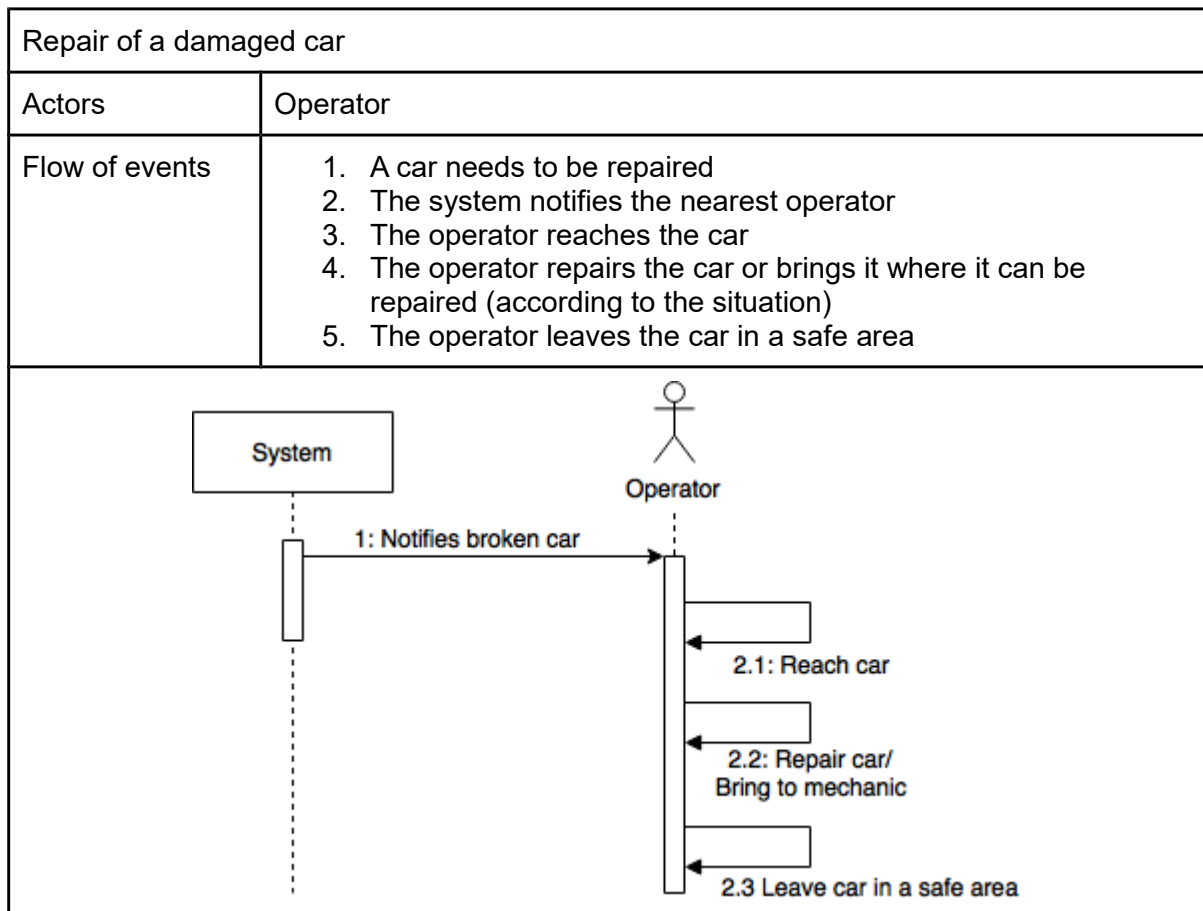 Repair of a damaged car
Actors
Operator
Flow of events
1. A car needs to be repaired
2. The system notifies the nearest operator
3. The operator reaches the car
4. The operator repairs the car or brings it where it can be
repaired (according to the situation)
5. The operator leaves the car in a safe area
System
Operator
1: Notifies broken car
2.1: Reach car
2.2: Repair car/
Bring to mechanic
2.3 Leave car in a safe area